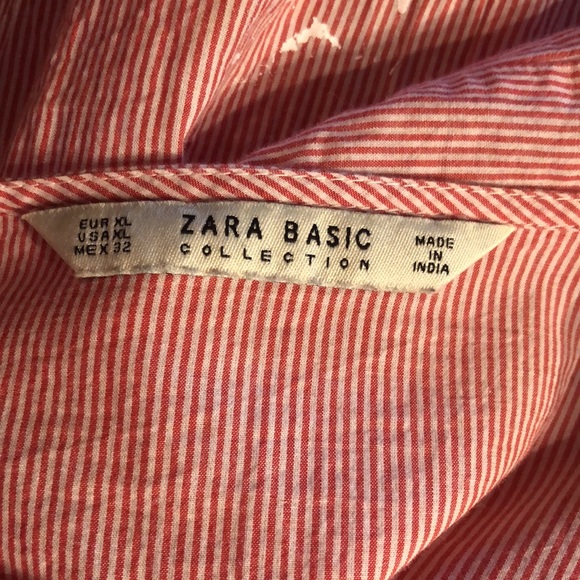 EUR XL
USA XL
MEX 32
ZARA BASIC
COLLECTION
MADE
IN
INDIA